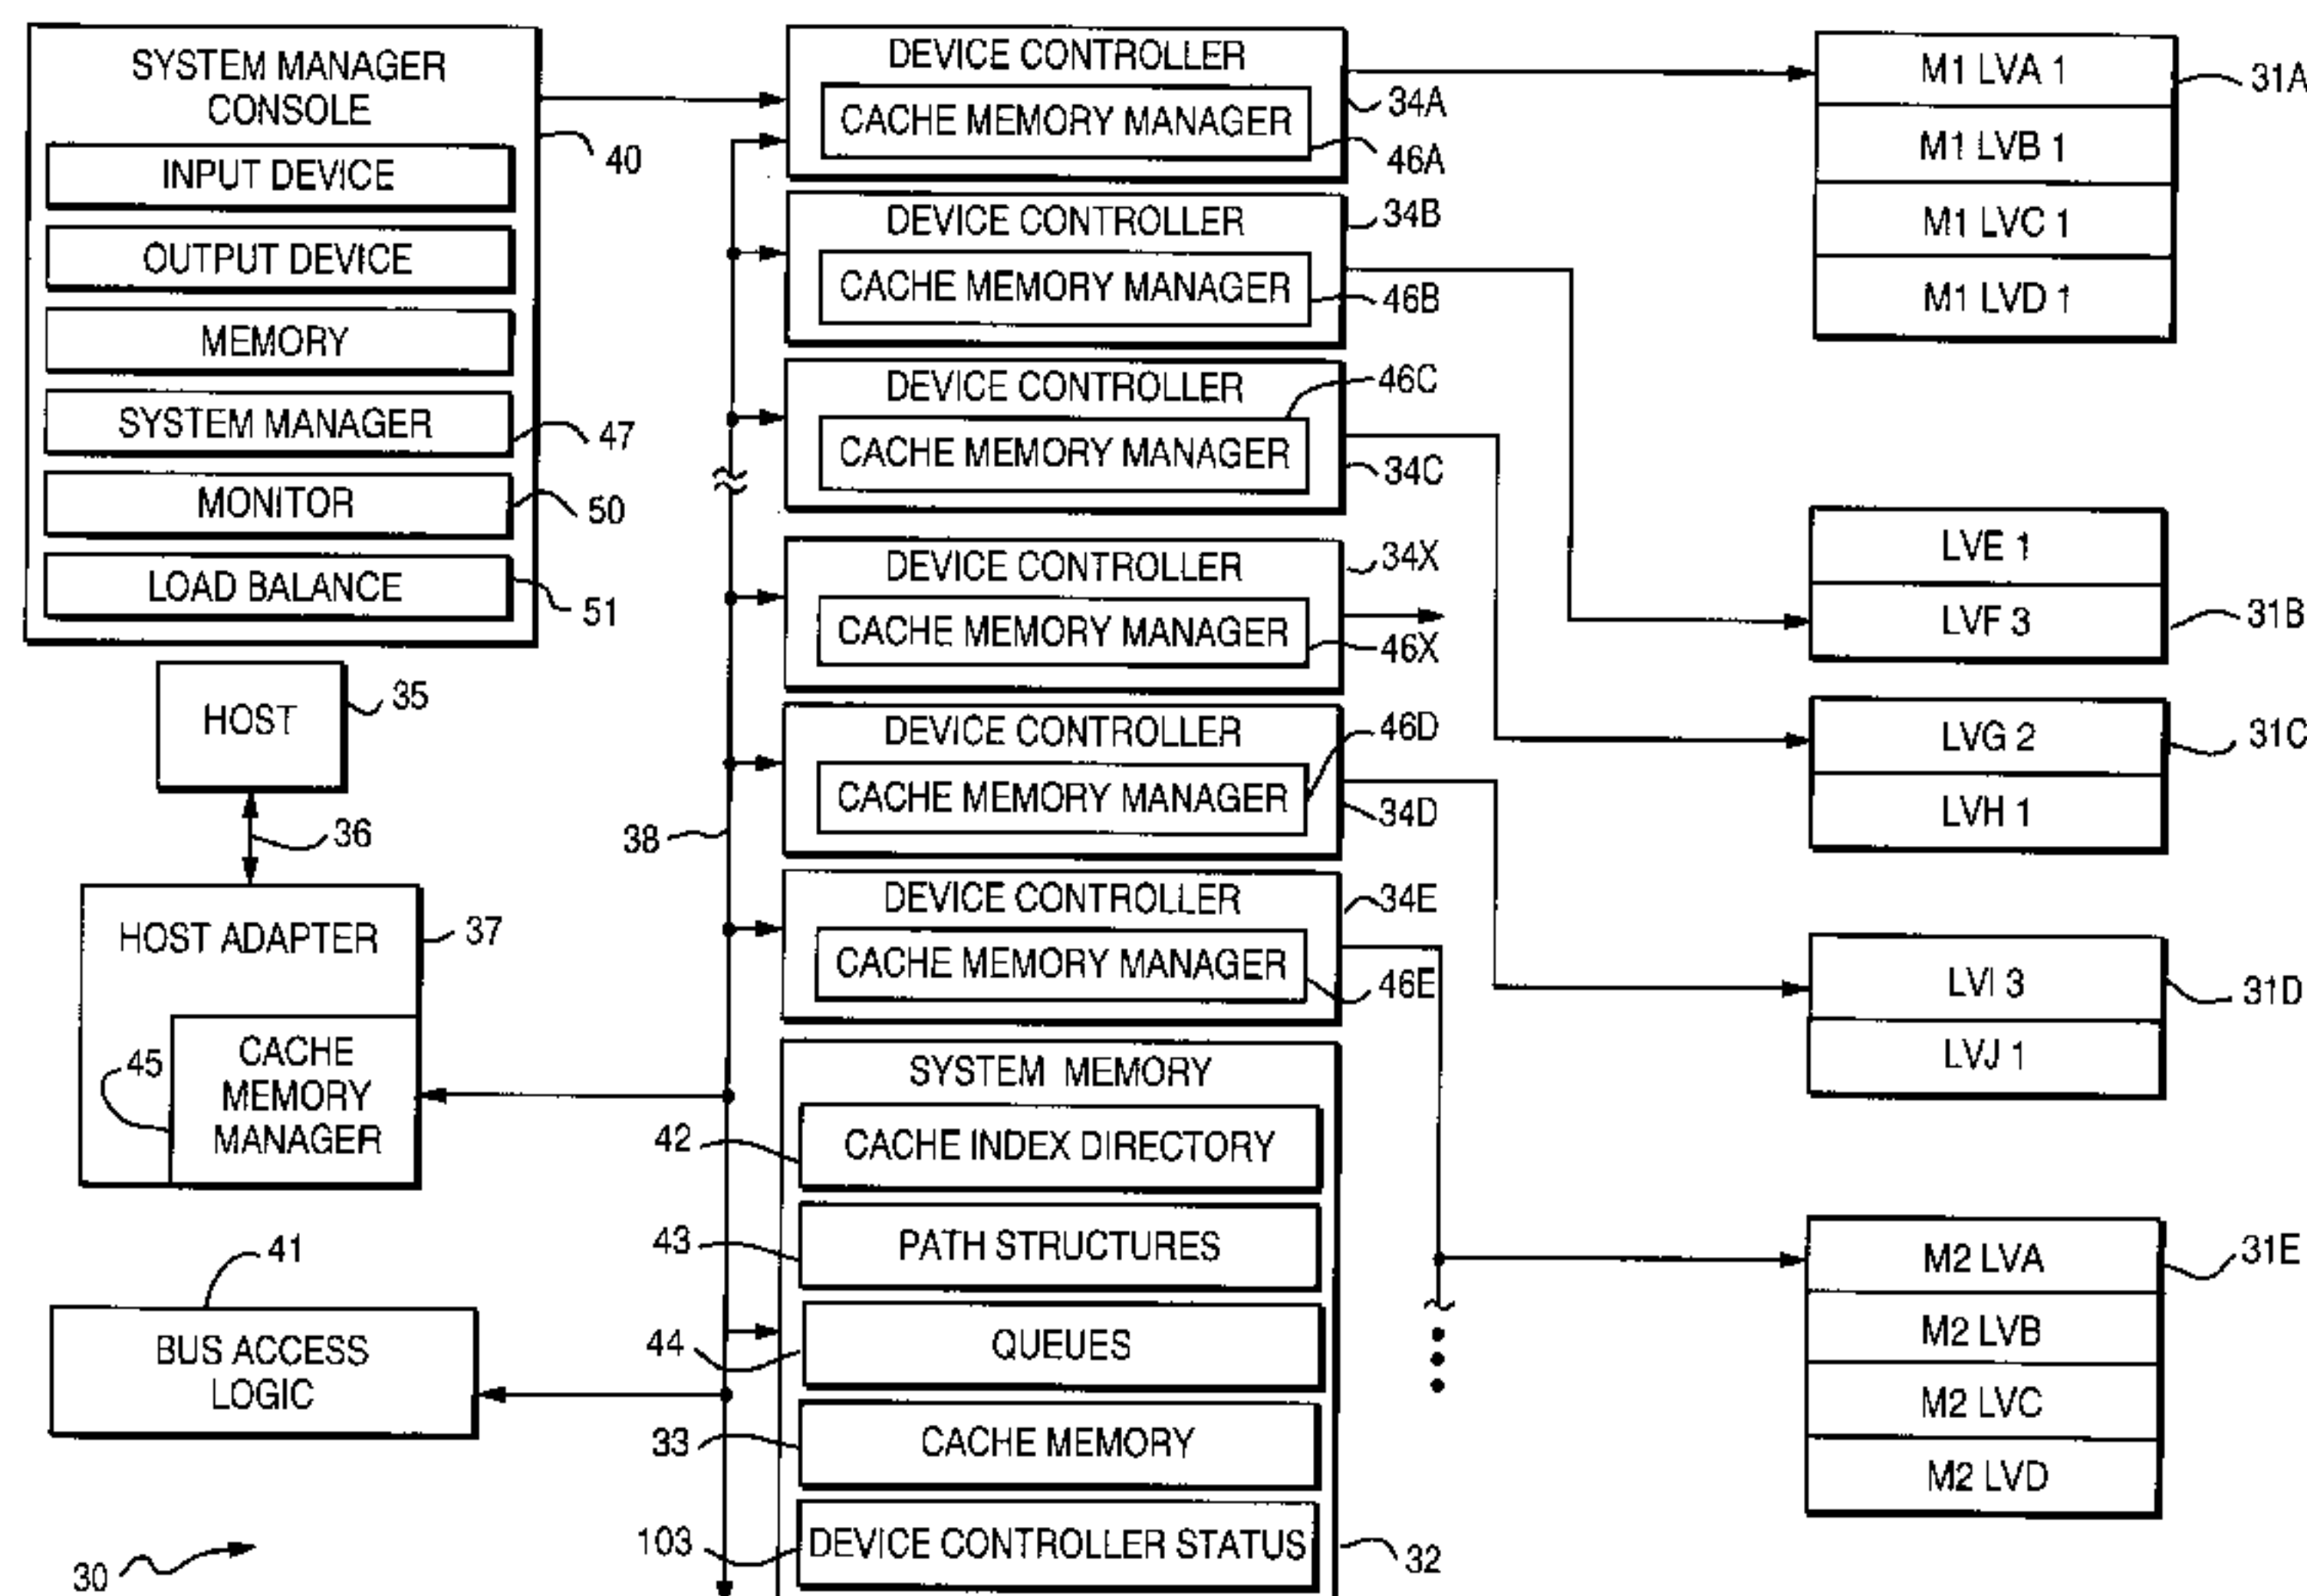 SYSTEM MANAGER
CONSOLE
40
INPUT DEVICE
OUTPUT DEVICE
MEMORY
SYSTEM MANAGER
47
MONITOR
50
LOAD BALANCE
51
HOST
35
36
HOST ADAPTER
37
45
CACHE
MEMORY
MANAGER
41
BUS ACCESS
LOGIC
30
38
DEVICE CONTROLLER
CACHE MEMORY MANAGER
34A
46A
DEVICE CONTROLLER
34B
CACHE MEMORY MANAGER
46B
DEVICE CONTROLLER
46C
CACHE MEMORY MANAGER
34C
DEVICE CONTROLLER
34X
CACHE MEMORY MANAGER
46X
DEVICE CONTROLLER
46D
CACHE MEMORY MANAGER
34D
DEVICE CONTROLLER
34E
CACHE MEMORY MANAGER
46E
SYSTEM MEMORY
42
CACHE INDEX DIRECTORY
43
PATH STRUCTURES
44
QUEUES
33
CACHE MEMORY
103
DEVICE CONTROLLER STATUS
32
M1 LVA 1
31A
M1 LVB 1
M1 LVC 1
M1 LVD 1
LVE 1
LVF 3
31B
LVG 2
31C
LVH 1
LVI 3
31D
LVJ 1
M2 LVA
31E
M2 LVB
M2 LVC
M2 LVD